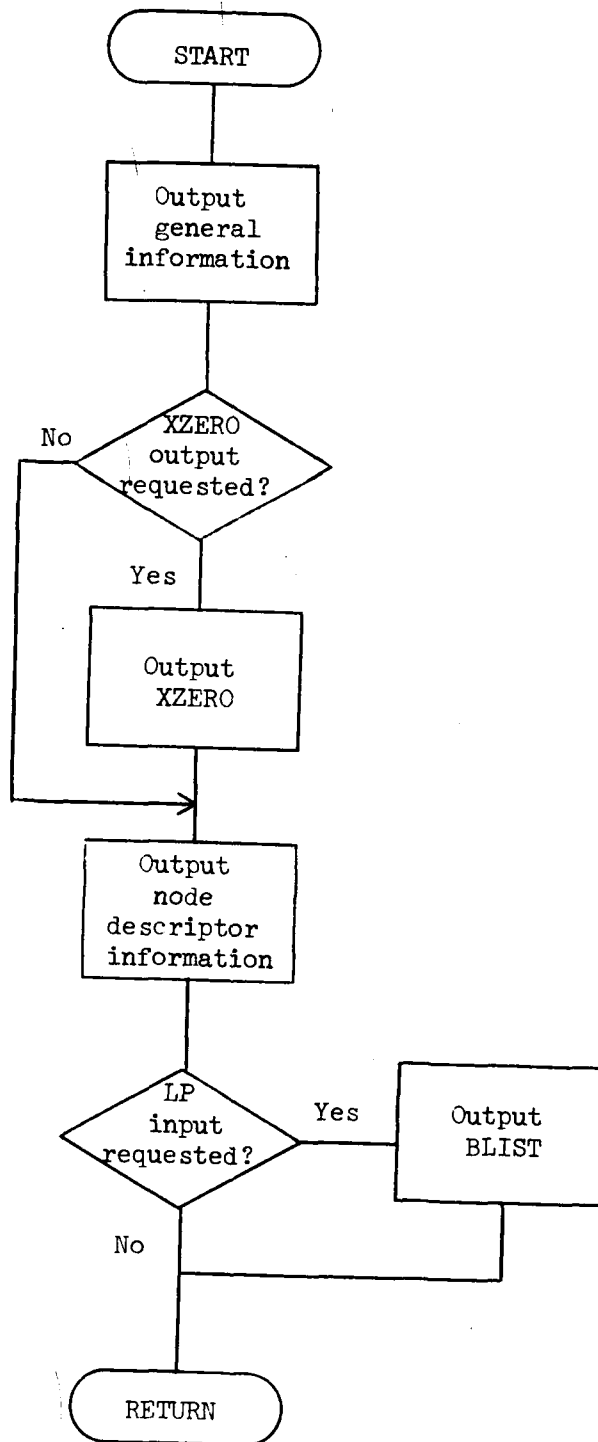 START
Output
general
information
XZERO
output
requested?
No
Yes
Output
XZERO
Output
node
descriptor
information
LP
input
requested?
Yes
Output
BLIST
No
RETURN